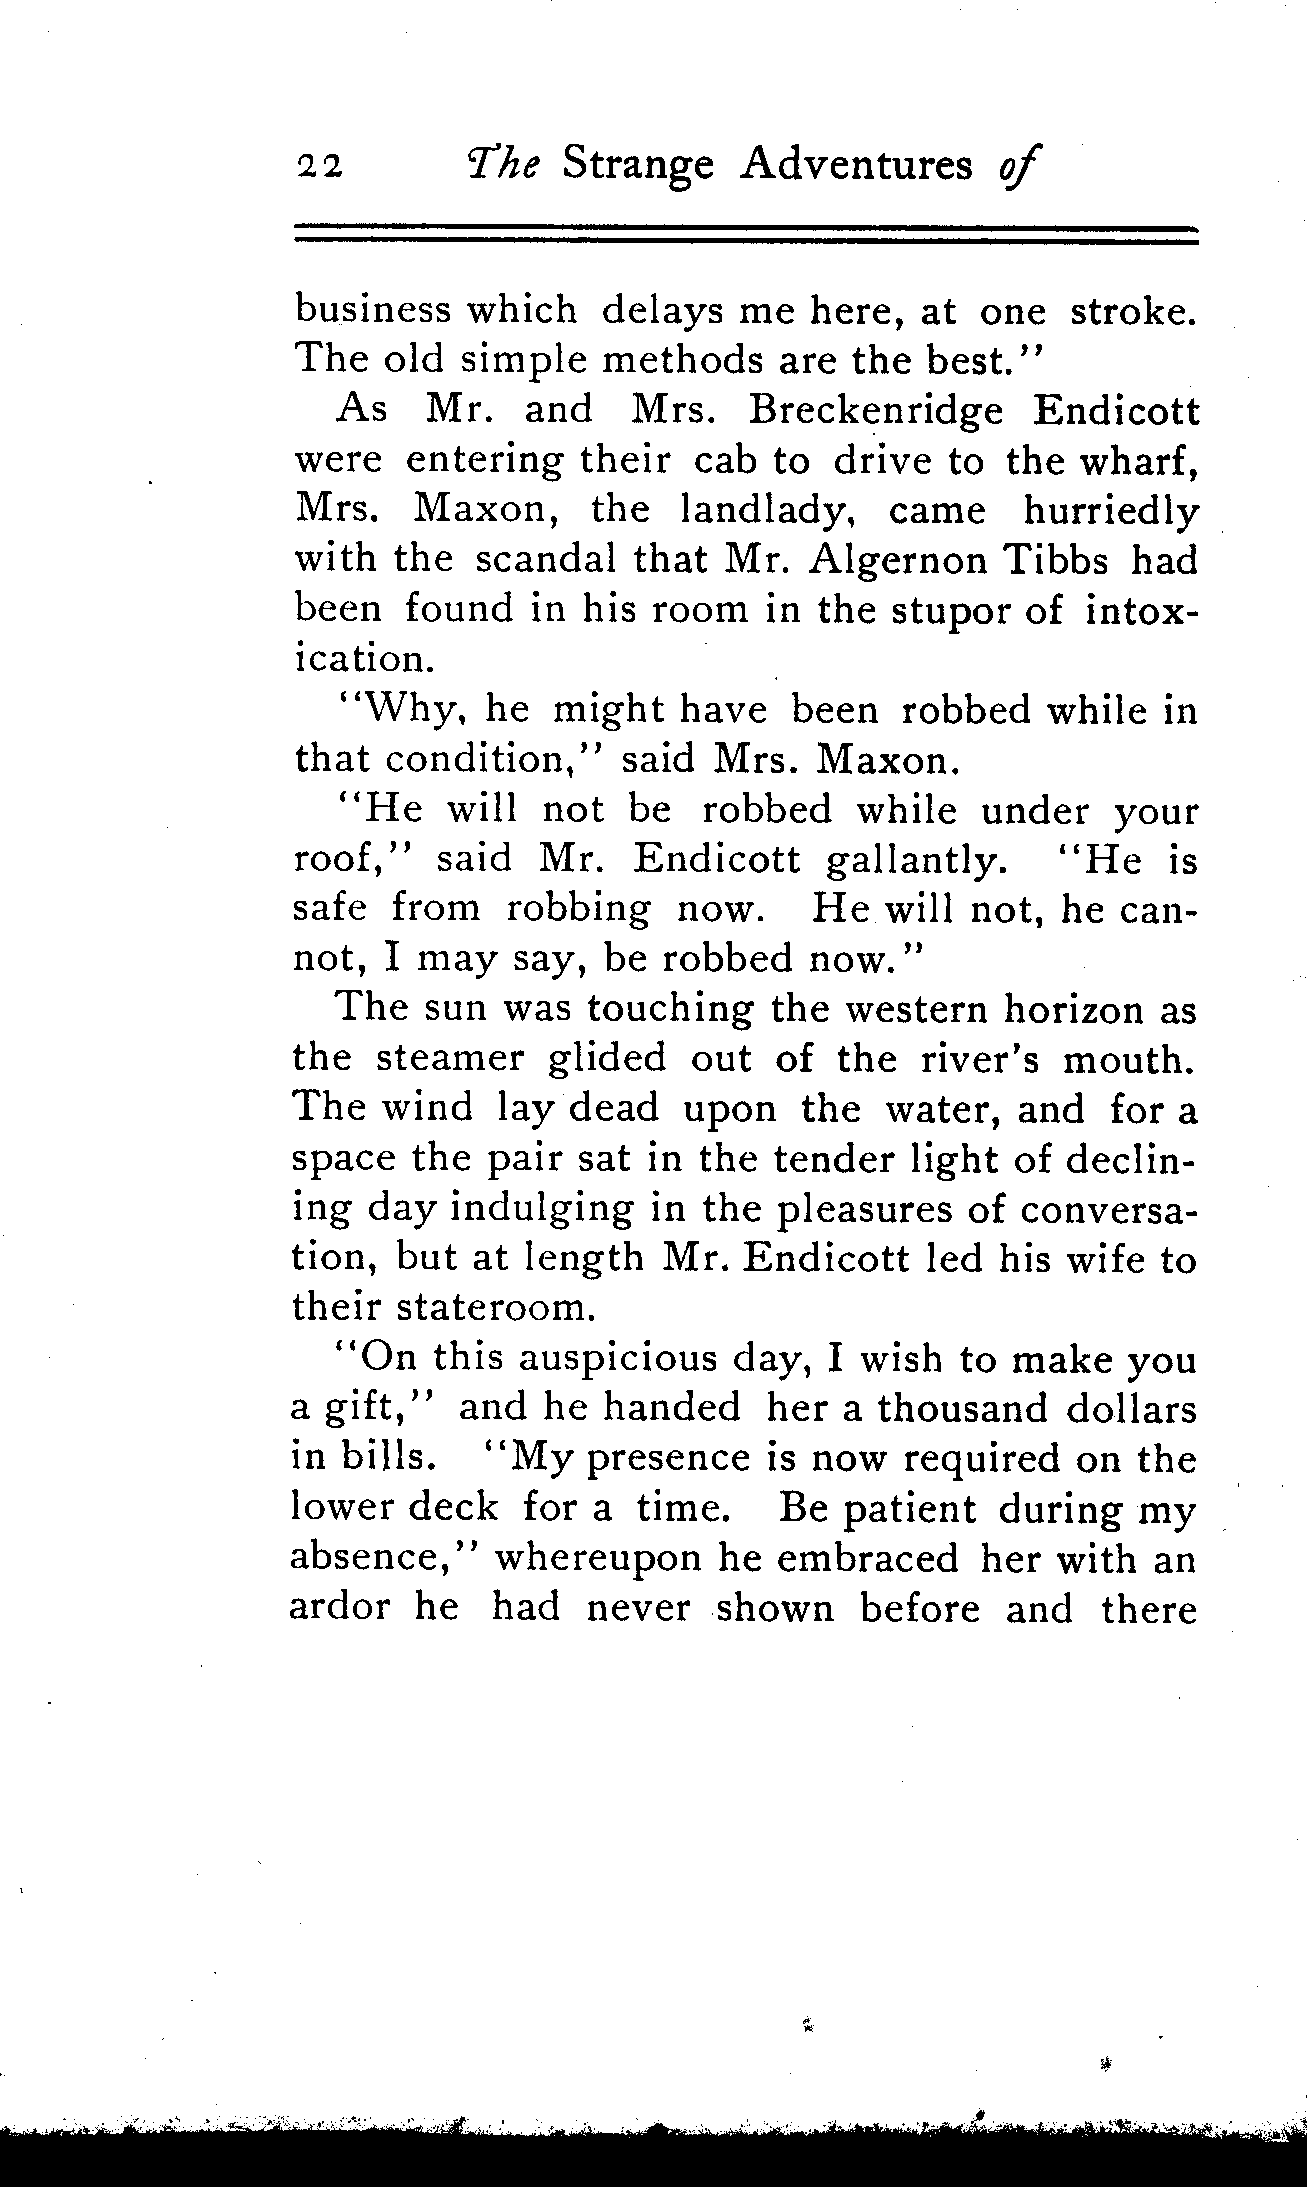 22 The Strange Adventures of
business which delays me here, at one stroke.
The old simple methods are the best."
As Mr. and Mrs. Breckenridge Endicott
were entering their cab to drive to the wharf,
Mrs. Maxon, the landlady, came hurriedly
with the scandal that Mr. Algernon Tibbs had
been found in his room in the stupor of intox-
ication.
"Why, he might have been robbed while in
that condition," said Mrs. Maxon.
"He will not be robbed while under your
roof," said Mr. Endicott gallantly. "He is
safe from robbing now. He will not, he can-
not, I may say, be robbed now."
The sun was touching the western horizon as
the steamer glided out of the river's mouth.
The wind lay dead upon the water, and for a
space the pair sat in the tender light of declin-
ing day indulging in the pleasures of conversa-
tion, but at length Mr. Endicott led his wife to
their stateroom.
"On this auspicious day, I wish to make you
a gift," and he handed her a thousand dollars
in bills. "My presence is now required on the
lower deck for a time. Be patient during my
absence," whereupon he embraced her with an
ardor he had never shown before and there